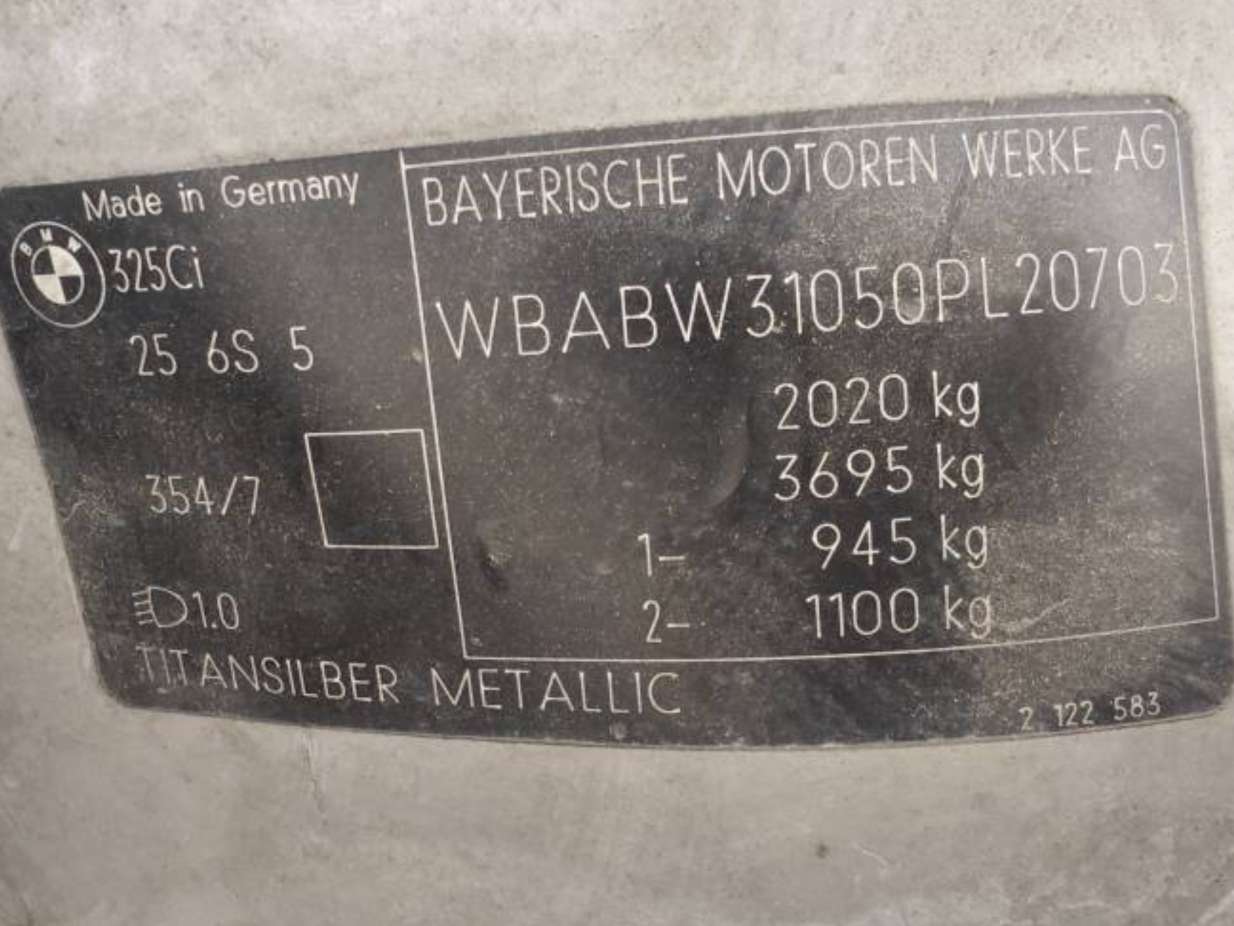 Made in Germany
BMW
325Ci
25 6S 5
354/7
1.0
TITANSILBER METALLIC
BAYERISCHE MOTOREN WERKE AG
WBABW31050PL20703
2020 kg
3695 kg
1- 945 kg
2- 1100 kg
2 122 583